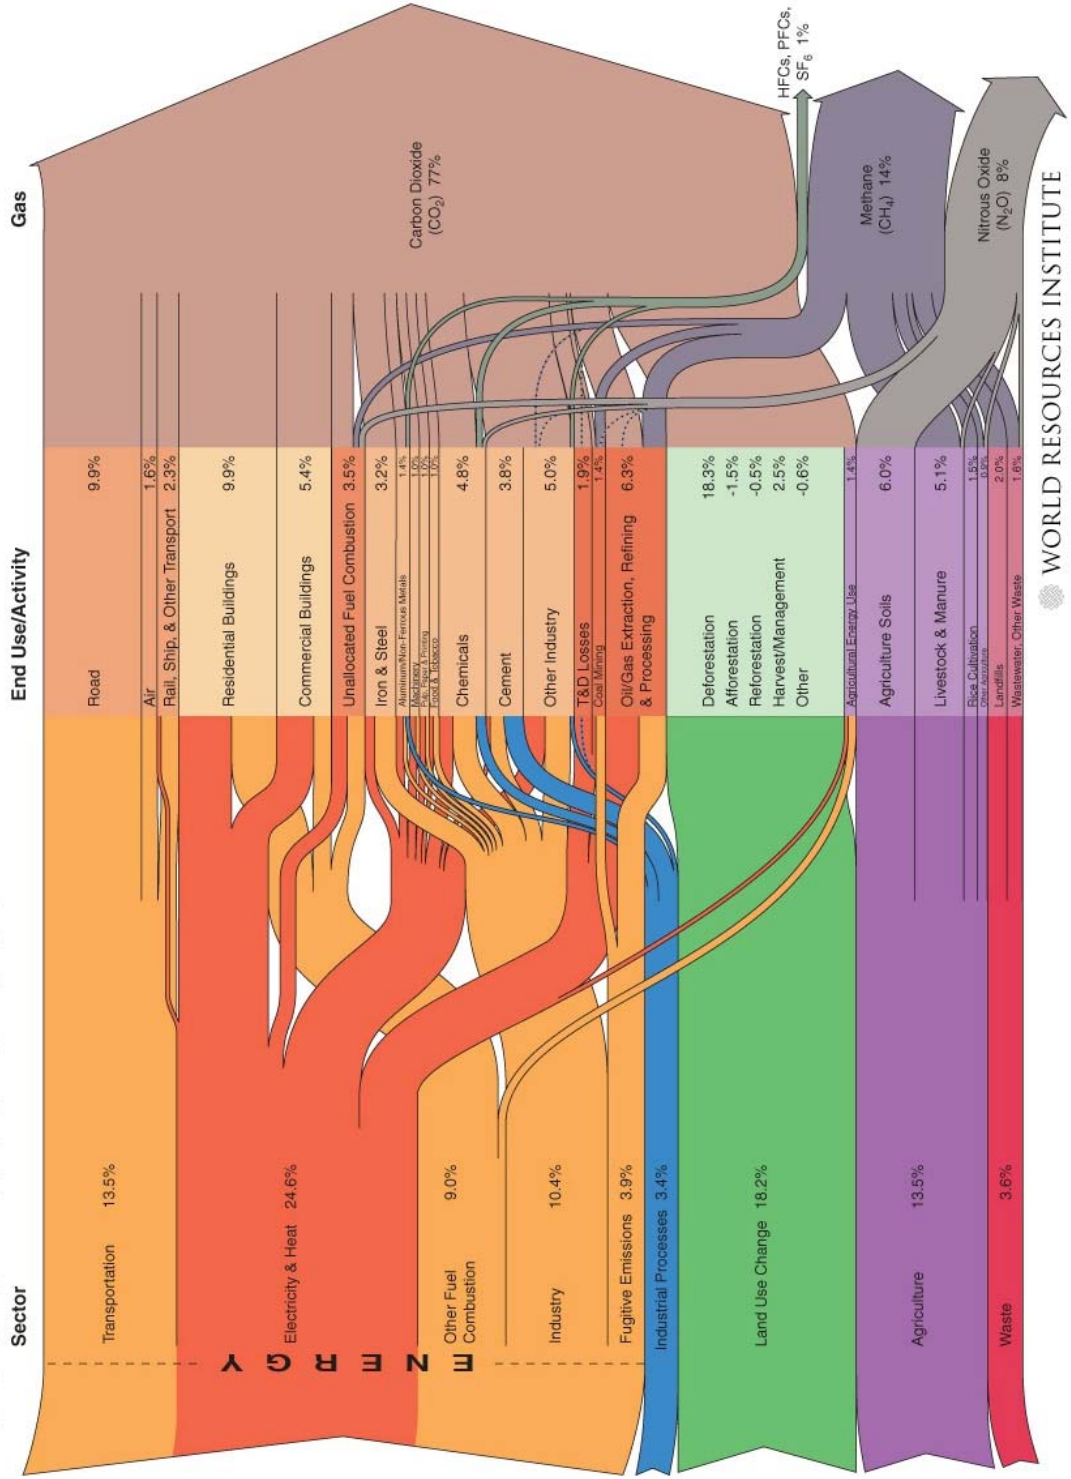 Sector
End Use/Activity
Gas
ENERGY
Transportation 13.5%
Electricity & Heat 24.6%
Other Fuel
Combustion 9.0%
Industry 10.4%
Fugitive Emissions 3.9%
Industrial Processes 3.4%
Land Use Change 18.2%
Agriculture 13.5%
Waste 3.6%
Road 9.9%
Air 1.6%
Rail, Ship, & Other Transport 2.3%
Residential Buildings 9.9%
Commercial Buildings 5.4%
Unallocated Fuel Combustion 3.5%
Iron & Steel 3.2%
Aluminum/Non-Ferrous Metals 1.4%
Machinery 1.0%
Pulp, Paper & Printing 1.0%
Food & Tobacco 1.0%
Chemicals 4.8%
Cement 3.8%
Other Industry 5.0%
T&D Losses 1.9%
Coal Mining 1.4%
Oil/Gas Extraction, Refining
& Processing 6.3%
Deforestation 18.3%
Afforestation -1.5%
Reforestation -0.5%
Harvest/Management 2.5%
Other -0.6%
Agricultural Energy Use 1.4%
Agriculture Soils 6.0%
Livestock & Manure 5.1%
Rice Cultivation 1.5%
Other Agriculture 0.9%
Landfills 2.0%
Wastewater, Other Waste 1.6%
Carbon Dioxide
(CO₂) 77%
HFCs, PFCs,
SF₆ 1%
Methane
(CH₄) 14%
Nitrous Oxide
(N₂O) 8%
WORLD RESOURCES INSTITUTE